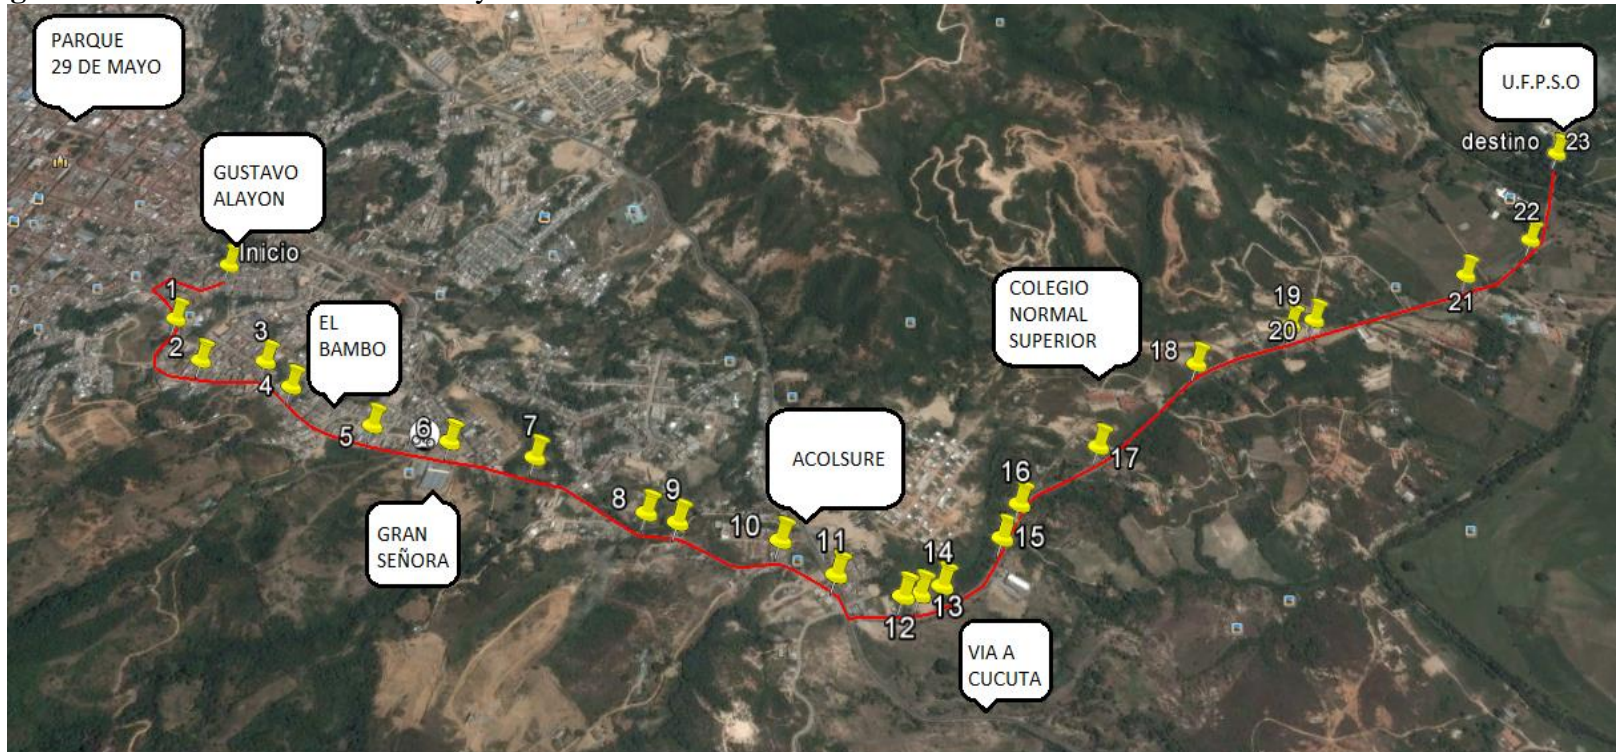 PARQUE
29 DE MAYO
U.F.P.S.O
destino
23
GUSTAVO
ALAYON
Inicio
22
1
2
3
4
EL
BAMBO
5
6
7
GRAN
SEÑORA
8
9
10
ACOLSURE
11
12
13
14
15
16
VIA A
CUCUTA
COLEGIO
NORMAL
SUPERIOR
17
18
19
20
21